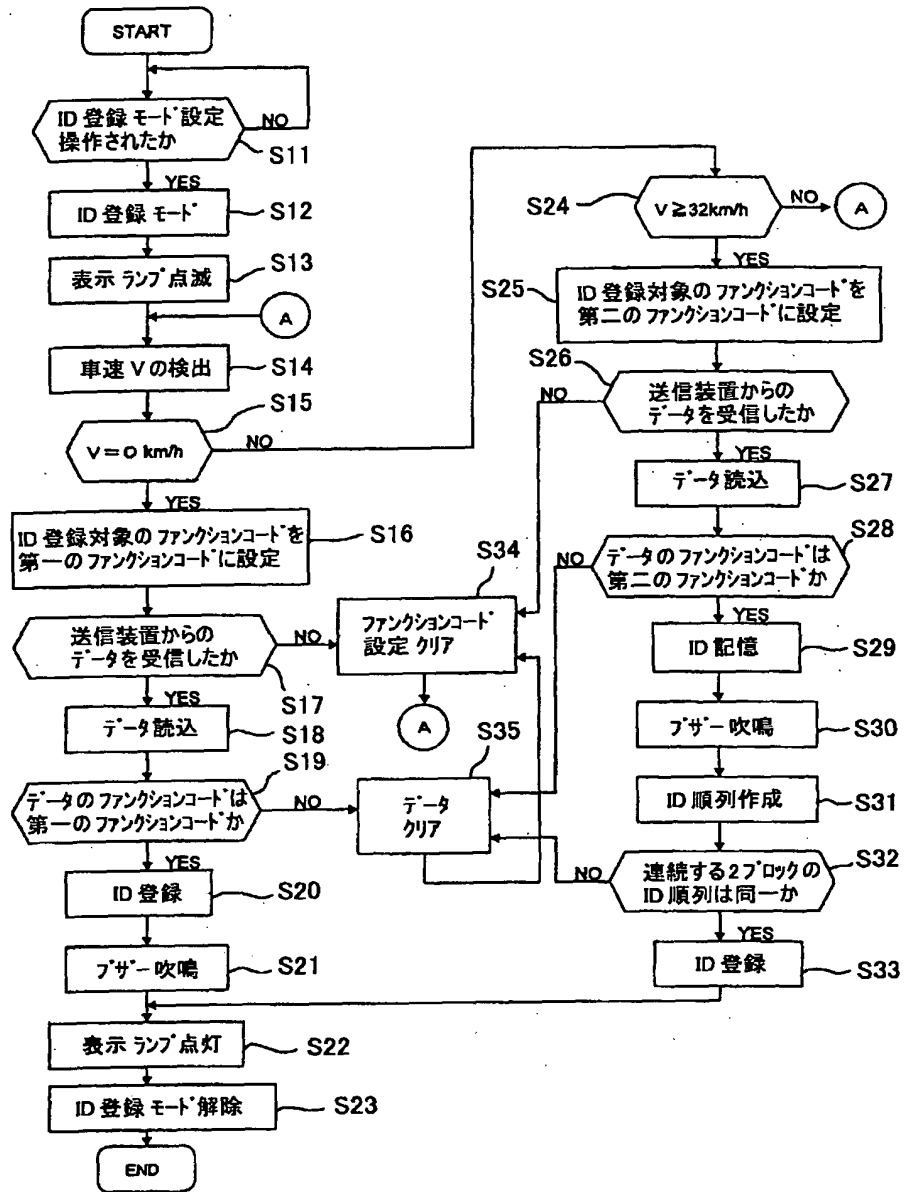 START
ID 登録 モード設定
操作されたか
NO
S11
YES
ID 登録 モード
S12
表示 ランプ点滅
S13
A
車速 V の検出
S14
V = 0 km/h
S15
NO
YES
ID 登録対象のファンクションコードを
第一のファンクションコードに設定
S16
送信装置からの
データを受信したか
NO
S17
YES
データ読込
S18
データのファンクションコードは
第一のファンクションコードか
S19
NO
YES
ID 登録
S20
ブザー吹鳴
S21
表示 ランプ点灯
S22
ID 登録 モード解除
S23
END
S34
ファンクションコード
設定 クリア
A
S35
データ
クリア
S24
V ≧ 32km/h
NO
A
YES
S25
ID 登録対象のファンクションコードを
第二のファンクションコードに設定
S26
送信装置からの
データを受信したか
NO
YES
データ読込
S27
データのファンクションコードは
第二のファンクションコードか
S28
NO
YES
ID 記憶
S29
ブザー吹鳴
S30
ID 順列作成
S31
連続する2ブロックの
ID 順列は同一か
S32
NO
YES
ID 登録
S33